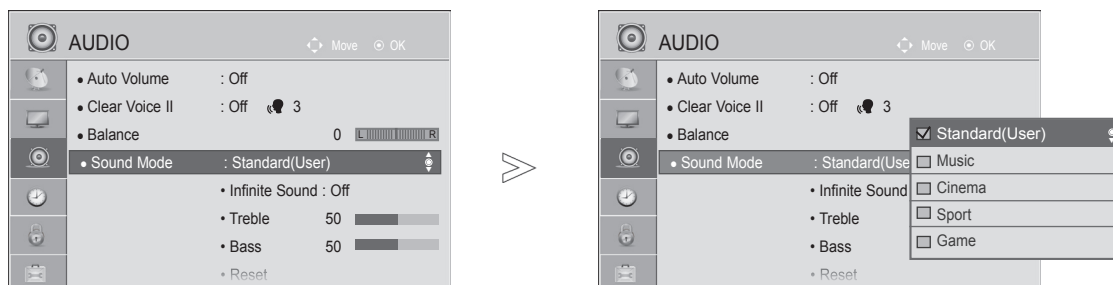 AUDIO
Move OK
• Auto Volume : Off
• Clear Voice II : Off 3
• Balance 0 L R
• Sound Mode : Standard(User)
• Infinite Sound : Off
• Treble 50
• Bass 50
• Reset
>
AUDIO
Move OK
• Auto Volume : Off
• Clear Voice II : Off 3
• Balance
• Sound Mode : Standard(Use
• Infinite Sound
• Treble
• Bass
• Reset
Standard(User)
Music
Cinema
Sport
Game